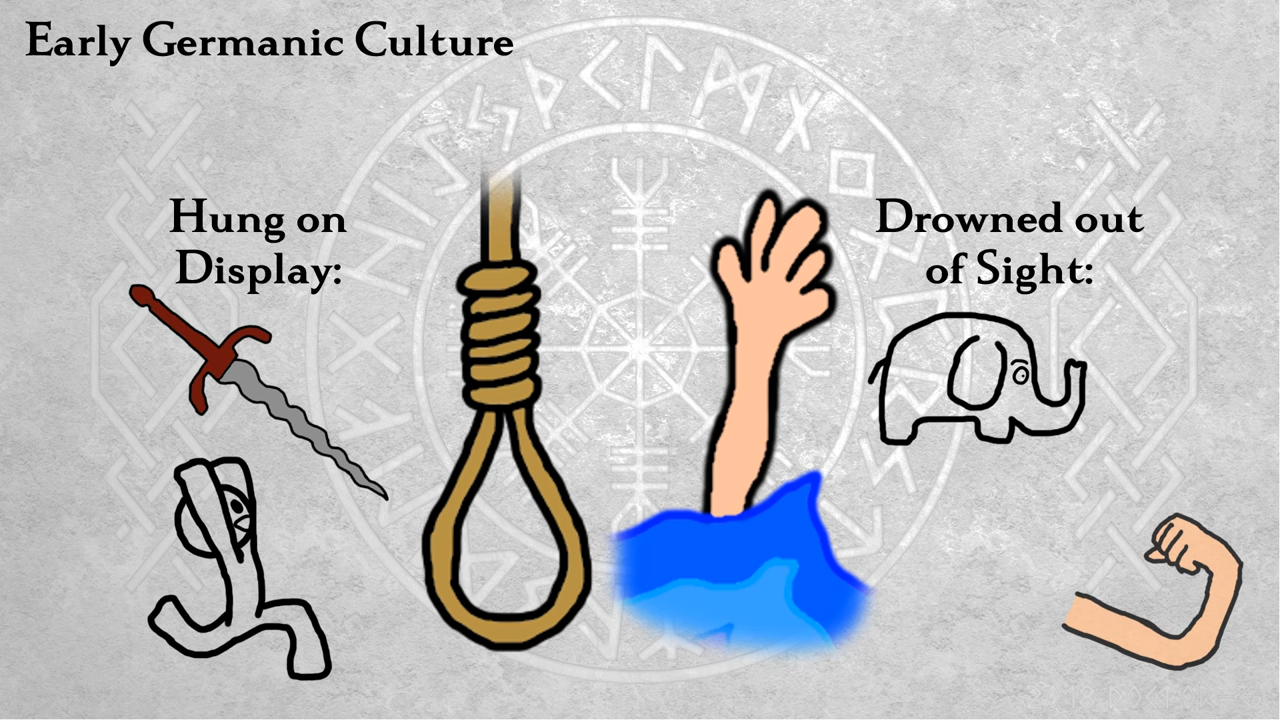 Early Germanic Culture
Hung on
Display:
Drowned out
of Sight: